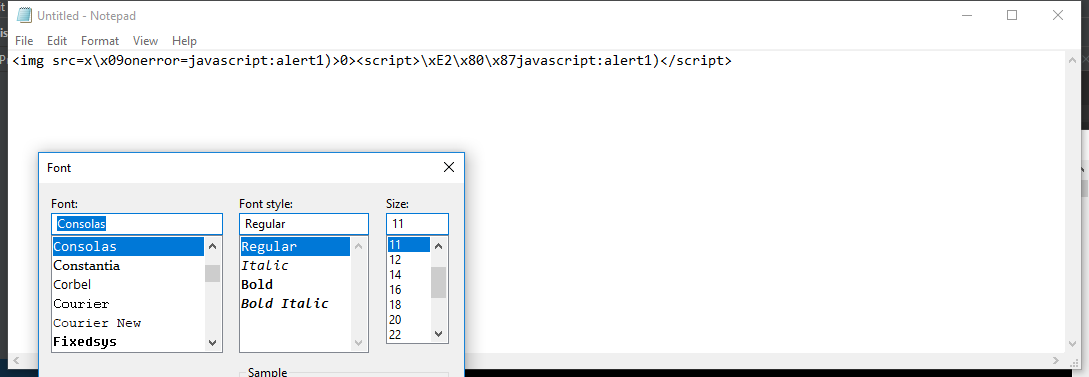 Untitled - Notepad
File Edit Format View Help
<img src=x\x09onerror=javascript:alert1)>0><script>\xE2\x80\x87javascript:alert1)</script>
Font
Font: Font style: Size:
Consolas Regular 11
Consolas Regular 11
Constantia Italic 12
Corbel Bold 14
Courier Bold Italic 16
Courier New 18
Fixedsys 20
22
Sample